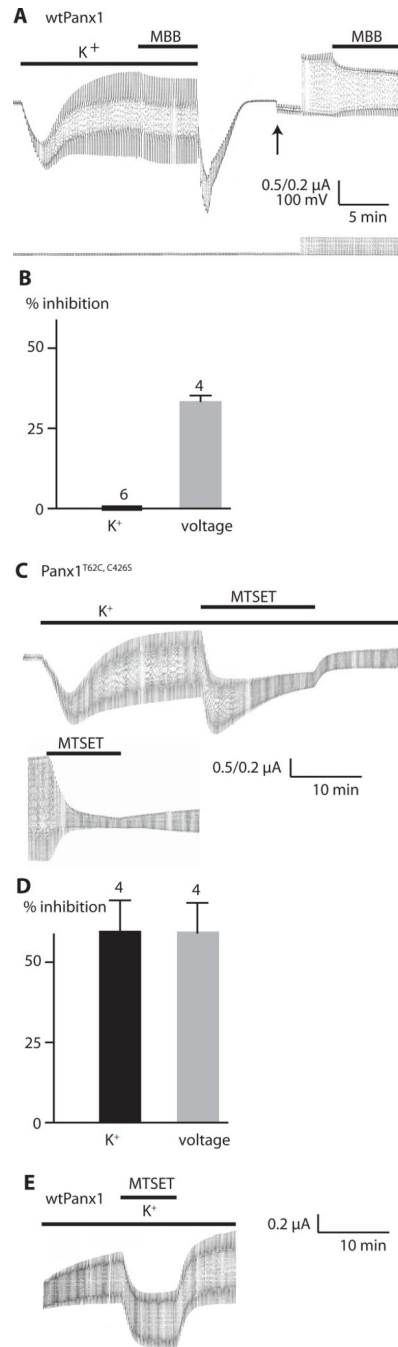 A wtPanx1
MBB MBB
K+
0.5/0.2 µA
100 mV
5 min
B
% inhibition
50
25
0
6
4
K+ voltage
C Panx1T62C, C426S
MTSET
K+
MTSET
0.5/0.2 µA
10 min
D
% inhibition
4 4
50
25
0
K+ voltage
E wtPanx1
MTSET
K+
0.2 µA
10 min